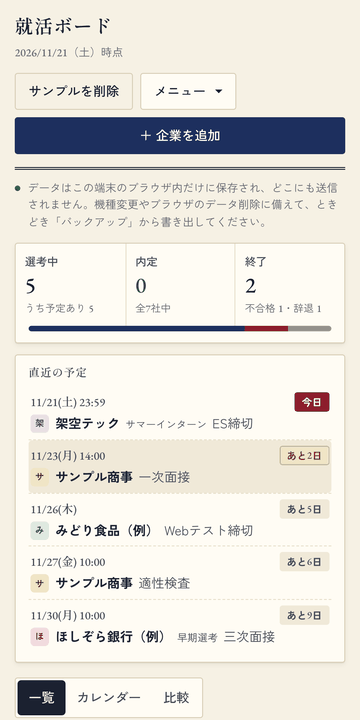 就活ボード
2026/11/21（土）時点
サンプルを削除
メニュー
＋ 企業を追加
データはこの端末のブラウザ内だけに保存され、どこにも送信
されません。機種変更やブラウザのデータ削除に備えて、とき
どき「バックアップ」から書き出してください。
選考中 内定 終了
5 0 2
うち予定あり 5 全7社中 不合格 1・辞退 1
直近の予定
11/21(土) 23:59 今日
架 架空テック サマーインターン ES締切
11/23(月) 14:00 あと2日
サ サンプル商事 一次面接
11/26(木) あと5日
み みどり食品（例） Webテスト締切
11/27(金) 10:00 あと6日
サ サンプル商事 適性検査
11/30(月) 10:00 あと9日
ほ ほしぞら銀行（例） 早期選考 三次面接
一覧 カレンダー 比較